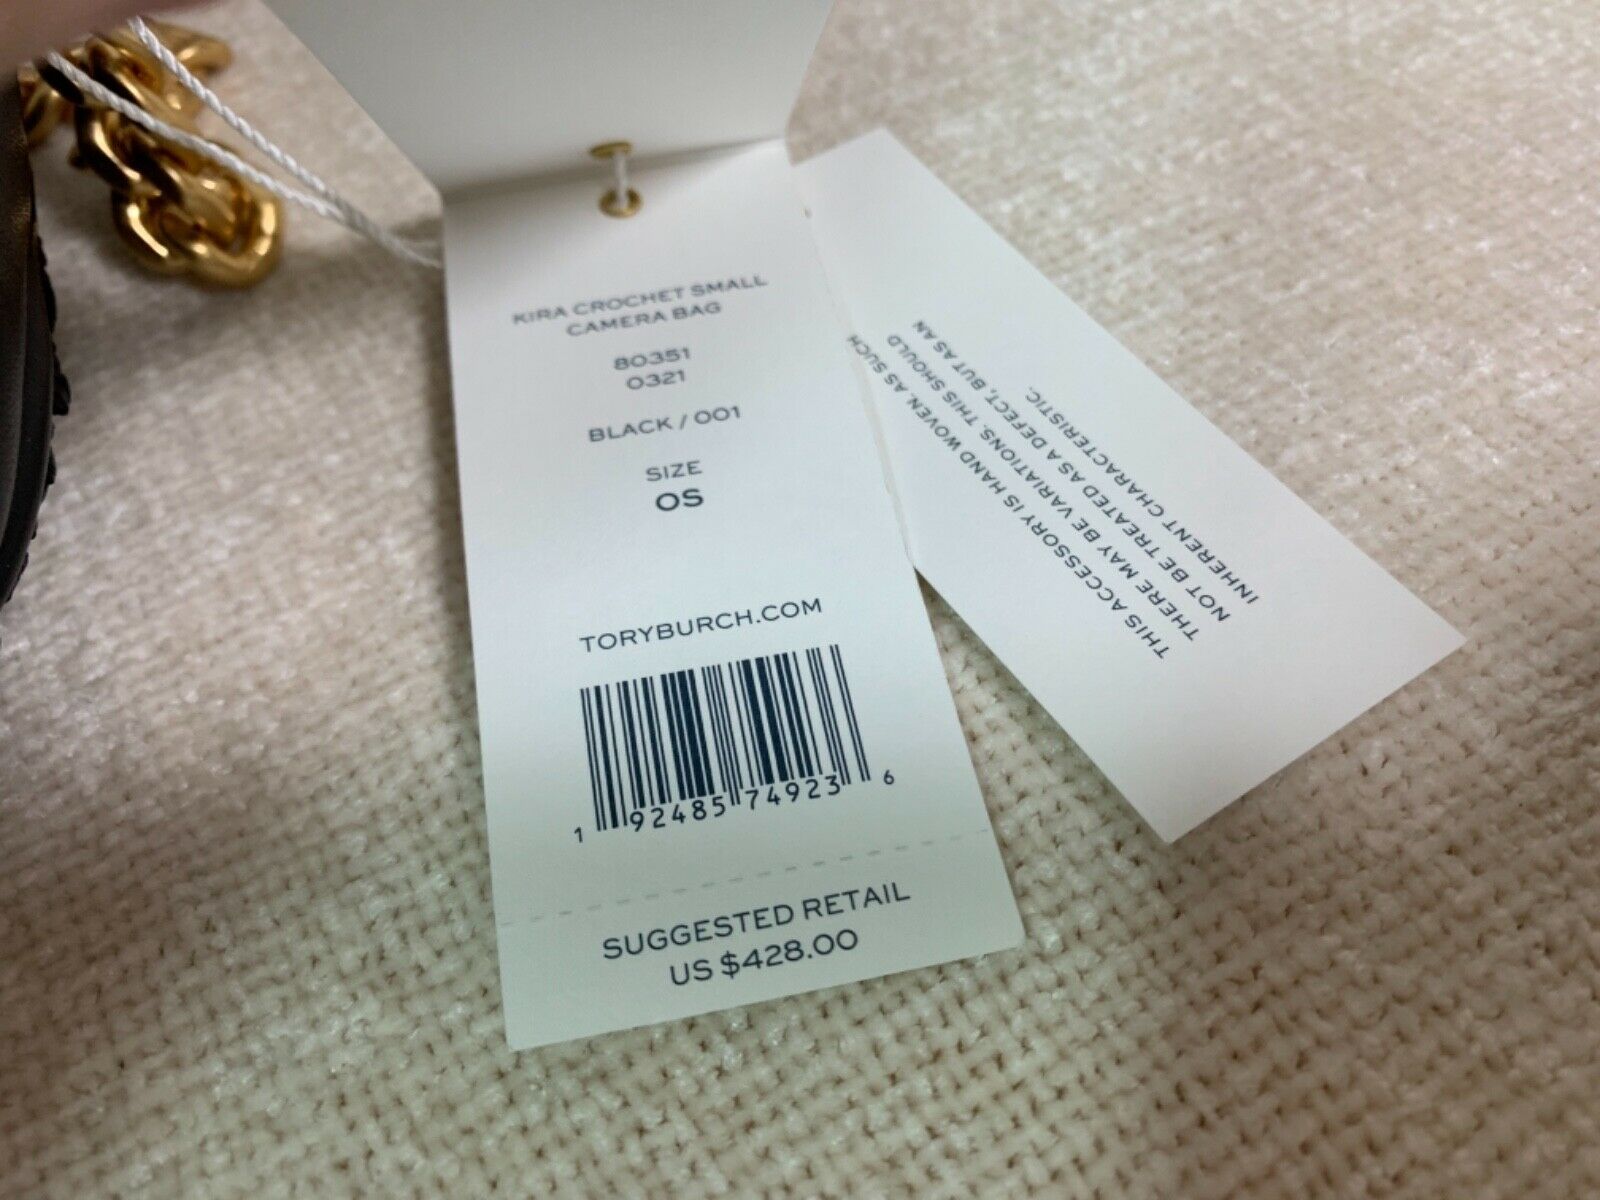 KIRA CROCHET SMALL
CAMERA BAG
80351
0321
BLACK / 001
SIZE
OS
TORYBURCH.COM
1 92485 74923 6
SUGGESTED RETAIL
US $428.00
THIS ACCESSORY IS HAND WOVEN, AS SUCH
THERE MAY BE VARIATIONS. THIS SHOULD
NOT BE TREATED AS A DEFECT, BUT AS AN
INHERENT CHARACTERISTIC.